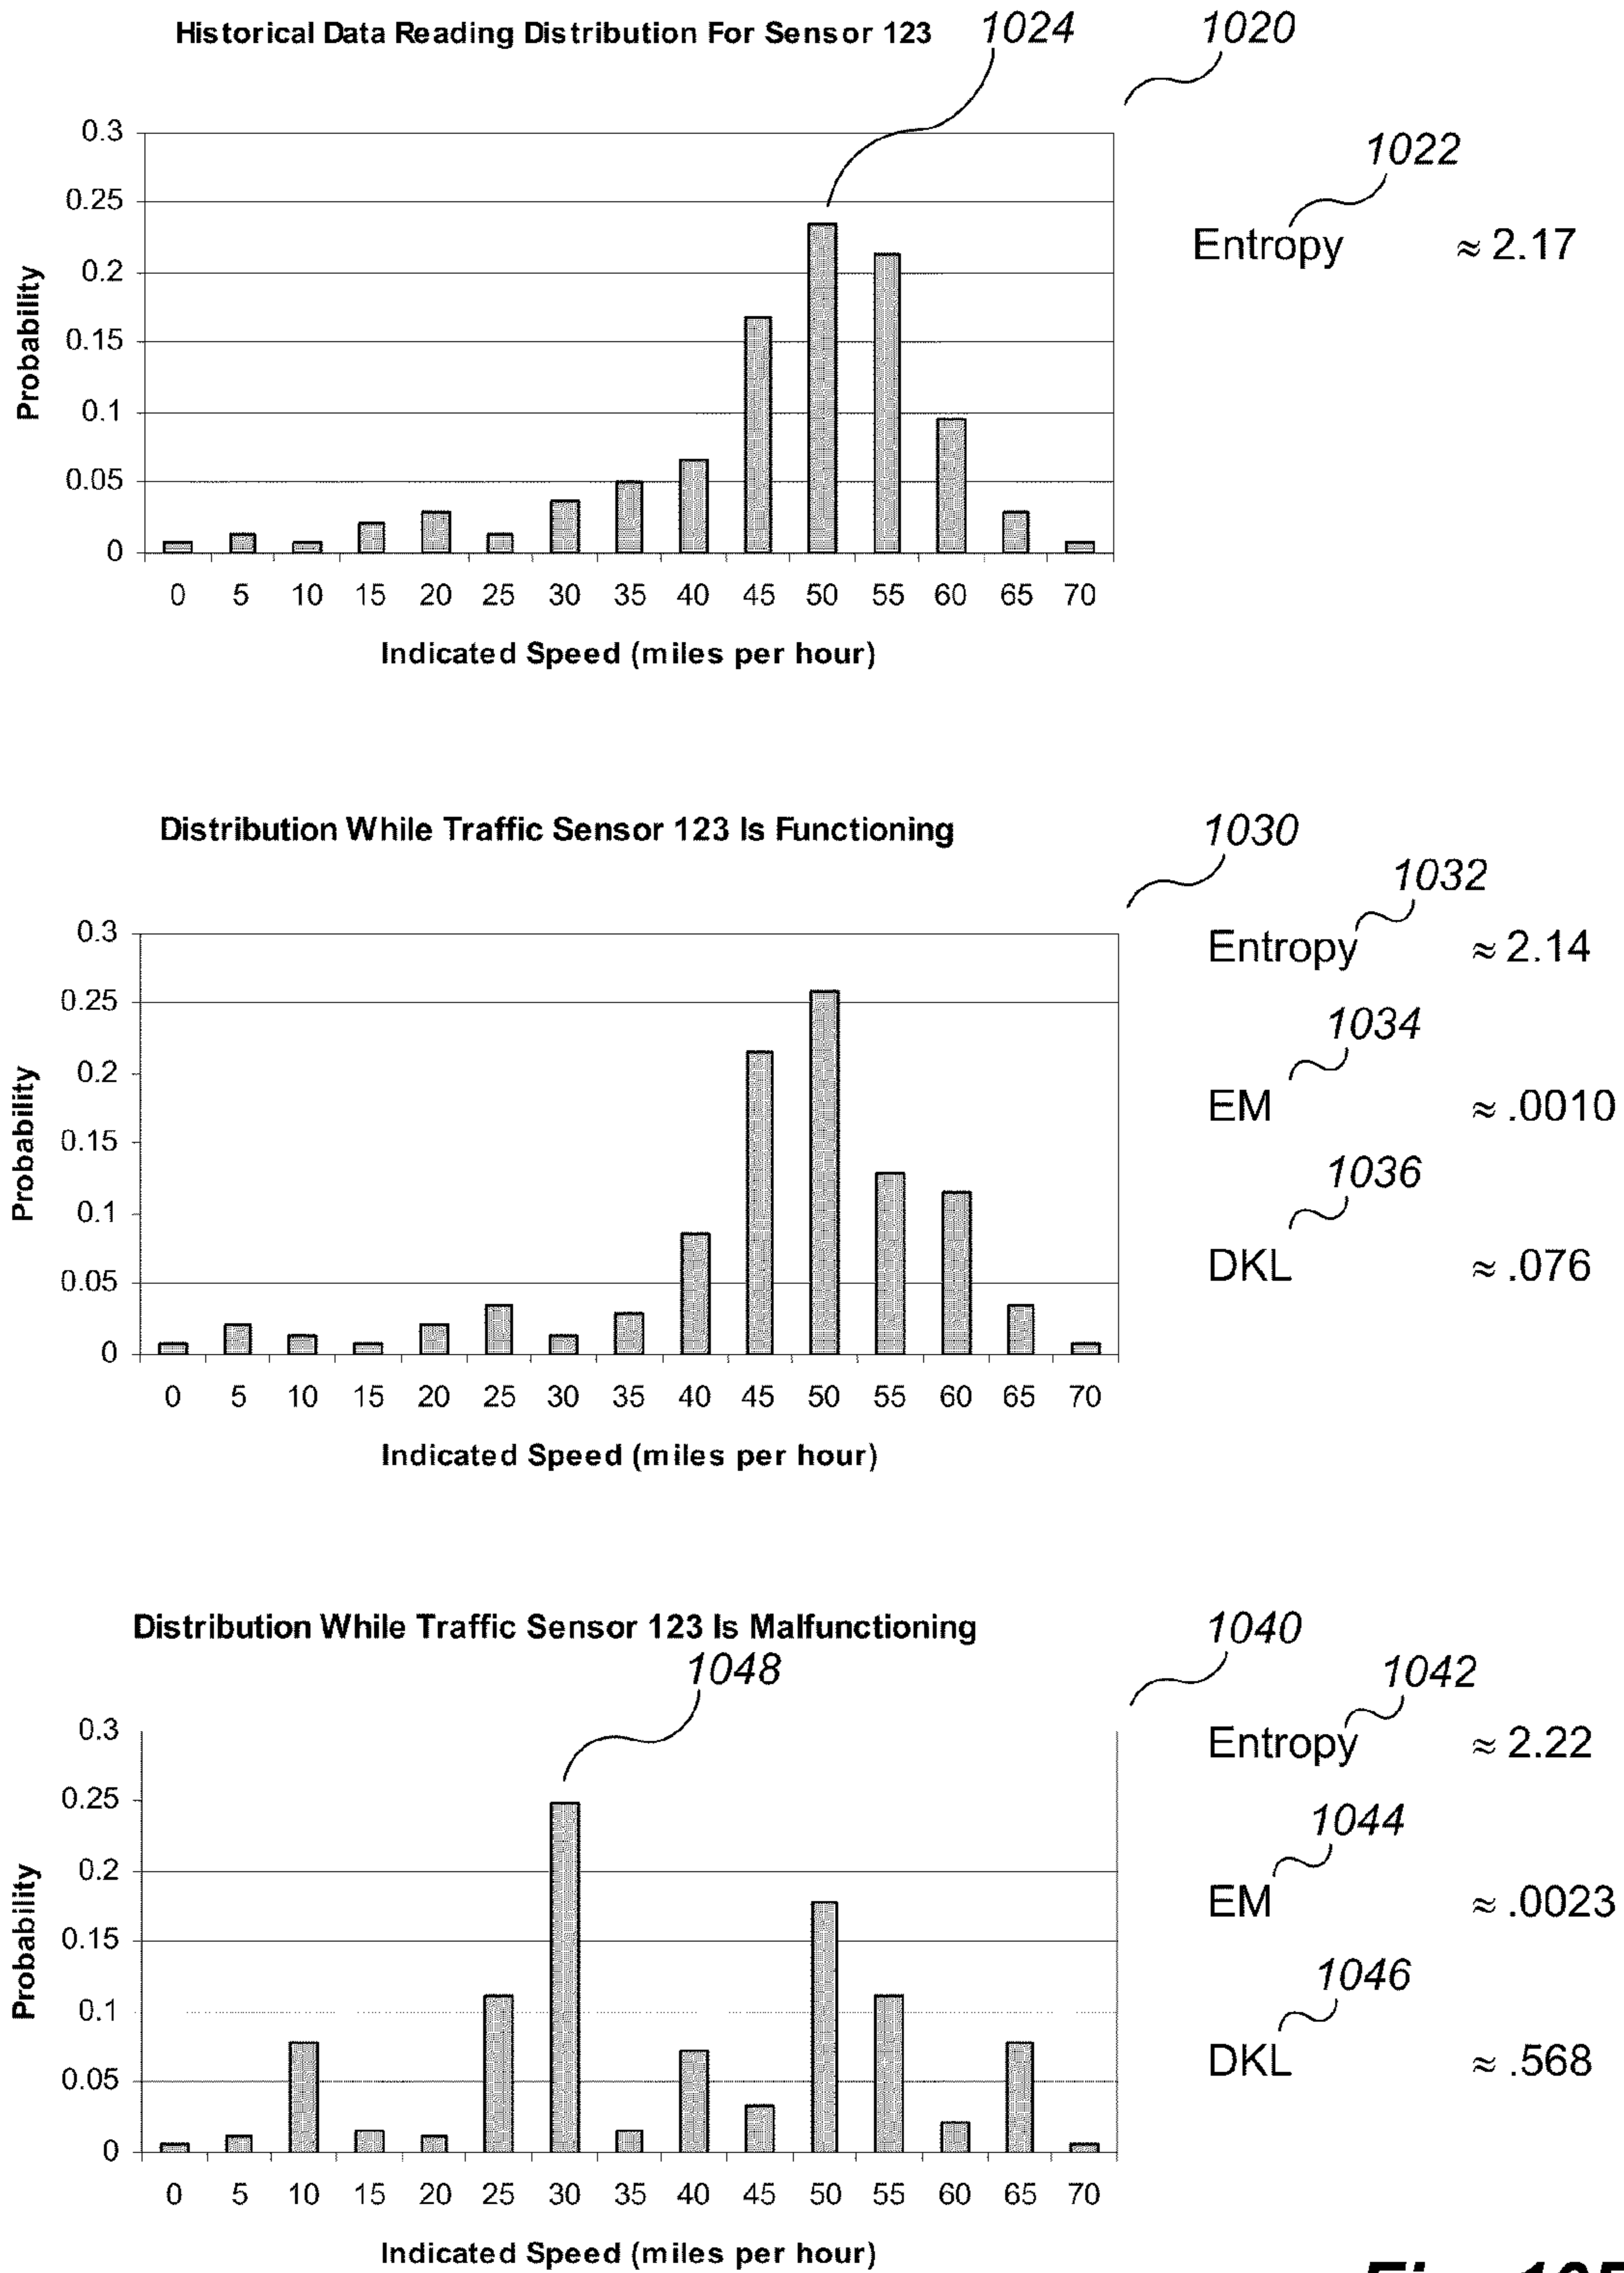 Historical Data Reading Distribution For Sensor 123
1024
1020
1022
Entropy ≈ 2.17
Probability
0.3
0.25
0.2
0.15
0.1
0.05
0
0 5 10 15 20 25 30 35 40 45 50 55 60 65 70
Indicated Speed (miles per hour)
Distribution While Traffic Sensor 123 Is Functioning
1030
1032
Entropy ≈ 2.14
1034
EM ≈ .0010
1036
DKL ≈ .076
Probability
0.3
0.25
0.2
0.15
0.1
0.05
0
0 5 10 15 20 25 30 35 40 45 50 55 60 65 70
Indicated Speed (miles per hour)
Distribution While Traffic Sensor 123 Is Malfunctioning
1048
1040
1042
Entropy ≈ 2.22
1044
EM ≈ .0023
1046
DKL ≈ .568
Probability
0.3
0.25
0.2
0.15
0.1
0.05
0
0 5 10 15 20 25 30 35 40 45 50 55 60 65 70
Indicated Speed (miles per hour)